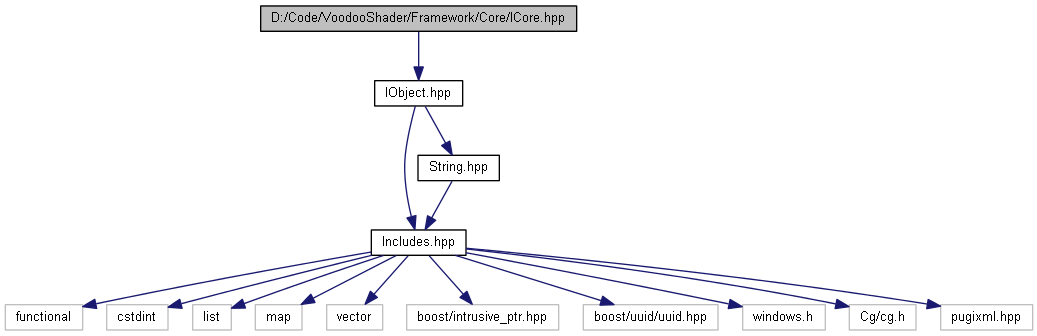 D:/Code/VoodooShader/Framework/Core/ICore.hpp
IObject.hpp
String.hpp
Includes.hpp
functional
cstdint
list
map
vector
boost/intrusive_ptr.hpp
boost/uuid/uuid.hpp
windows.h
Cg/cg.h
pugixml.hpp